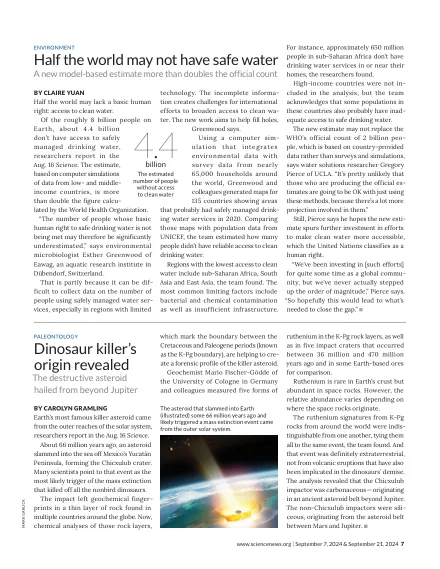 ENVIRONMENT
Half the world may not have safe water
A new model-based estimate more than doubles the official count
BY CLAIRE YUAN
Half the world may lack a basic human
right: access to clean water.
Of the roughly 8 billion people on
Earth, about 4.4 billion
don't have access to safely
managed drinking water,
researchers report in the
Aug. 16 Science. The estimate,
based on computer simulations
of data from low- and middle-
income countries, is more
than double the figure calcu-
lated by the World Health Organization.
"The number of people whose basic
human right to safe drinking water is not
being met may therefore be significantly
underestimated," says environmental
microbiologist Esther Greenwood of
Eawag, an aquatic research institute in
Dübendorf, Switzerland.
That is partly because it can be dif-
ficult to collect data on the number of
people using safely managed water ser-
vices, especially in regions with limited
technology. The incomplete informa-
tion creates challenges for international
efforts to broaden access to clean wa-
ter. The new work aims to help fill holes,
Greenwood says.
4.4
billion
The estimated
number of people
without access
to clean water
Using a computer sim-
ulation that integrates
environmental data with
survey data from nearly
65,000 households around
the world, Greenwood and
colleagues generated maps for
135 countries showing areas
that probably had safely managed drink-
ing water services in 2020. Comparing
those maps with population data from
UNICEF, the team estimated how many
people didn't have reliable access to clean
drinking water.
Regions with the lowest access to clean
water include sub-Saharan Africa, South
Asia and East Asia, the team found. The
most common limiting factors include
bacterial and chemical contamination
as well as insufficient infrastructure.
For instance, approximately 650 million
people in sub-Saharan Africa don't have
drinking water services in or near their
homes, the researchers found.
High-income countries were not in-
cluded in the analysis, but the team
acknowledges that some populations in
these countries also probably have inad-
equate access to safe drinking water.
The new estimate may not replace the
WHO's official count of 2 billion peo-
ple, which is based on country-provided
data rather than surveys and simulations,
says water solutions researcher Gregory
Pierce of UCLA. "It's pretty unlikely that
those who are producing the official es-
timates are going to be OK with just using
these methods, because there's a lot more
projection involved in them."
Still, Pierce says he hopes the new esti-
mate spurs further investment in efforts
to make clean water more accessible,
which the United Nations classifies as a
human right.
"We've been investing in [such efforts]
for quite some time as a global commu-
nity, but we've never actually stepped
up the order of magnitude," Pierce says.
"So hopefully this would lead to what's
needed to close the gap."
PALEONTOLOGY
Dinosaur killer's
origin revealed
The destructive asteroid
hailed from beyond Jupiter
BY CAROLYN GRAMLING
Earth's most famous killer asteroid came
from the outer reaches of the solar system,
researchers report in the Aug. 16 Science.
About 66 million years ago, an asteroid
slammed into the sea off Mexico's Yucatán
Peninsula, forming the Chicxulub crater.
Many scientists point to that event as the
most likely trigger of the mass extinction
that killed off all the nonbird dinosaurs.
The impact left geochemical finger-
prints in a thin layer of rock found in
multiple countries around the globe. Now,
chemical analyses of those rock layers,
which mark the boundary between the
Cretaceous and Paleogene periods (known
as the K-Pg boundary), are helping to cre-
ate a forensic profile of the killer asteroid.
Geochemist Mario Fischer-Gödde of
the University of Cologne in Germany
and colleagues measured five forms of
The asteroid that slammed into Earth
(illustrated) some 66 million years ago and
likely triggered a mass extinction event came
from the outer solar system.
ruthenium in the K-Pg rock layers, as well
as in five impact craters that occurred
between 36 million and 470 million
years ago and in some Earth-based ores
for comparison.
Ruthenium is rare in Earth's crust but
abundant in space rocks. However, the
relative abundance varies depending on
where the space rocks originate.
The ruthenium signatures from K-Pg
rocks from around the world were indis-
tinguishable from one another, tying them
all to the same event, the team found. And
that event was definitely extraterrestrial,
not from volcanic eruptions that have also
been implicated in the dinosaurs' demise.
The analysis revealed that the Chicxulub
impactor was carbonaceous—originating
in an ancient asteroid belt beyond Jupiter.
The non-Chicxulub impactors were sili-
ceous, originating from the asteroid belt
between Mars and Jupiter.
MARK GARLICK
www.sciencenews.org | September 7, 2024 & September 21, 2024 7